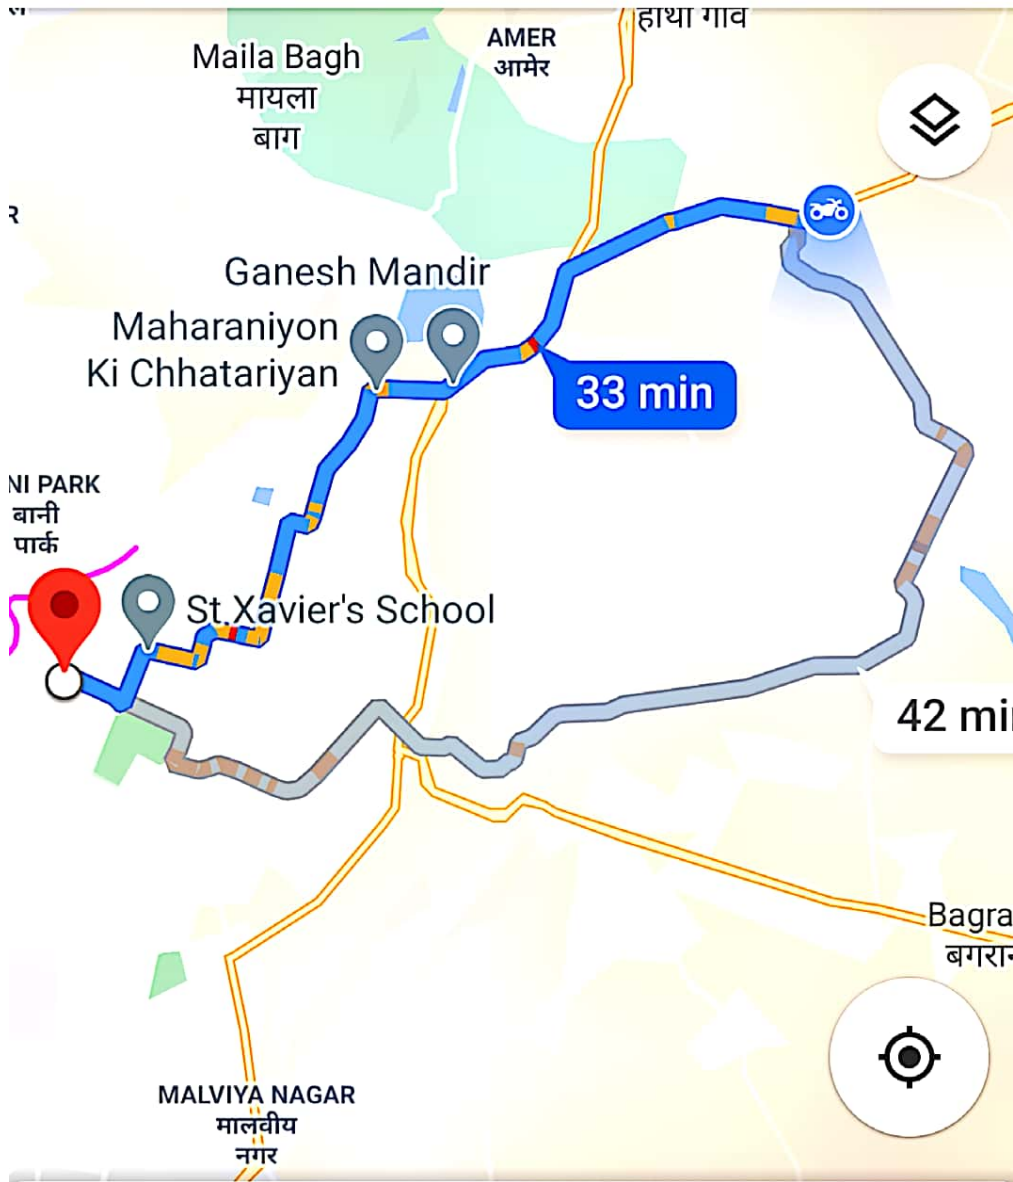 हाथी गांव
AMER
आमेर
Maila Bagh
मायला
बाग
R
Ganesh Mandir
Maharaniyon
Ki Chhatariyan
33 min
NI PARK
बानी
पार्क
St.Xavier's School
42 mi
Bagra
बगरा
MALVIYA NAGAR
मालवीय
नगर